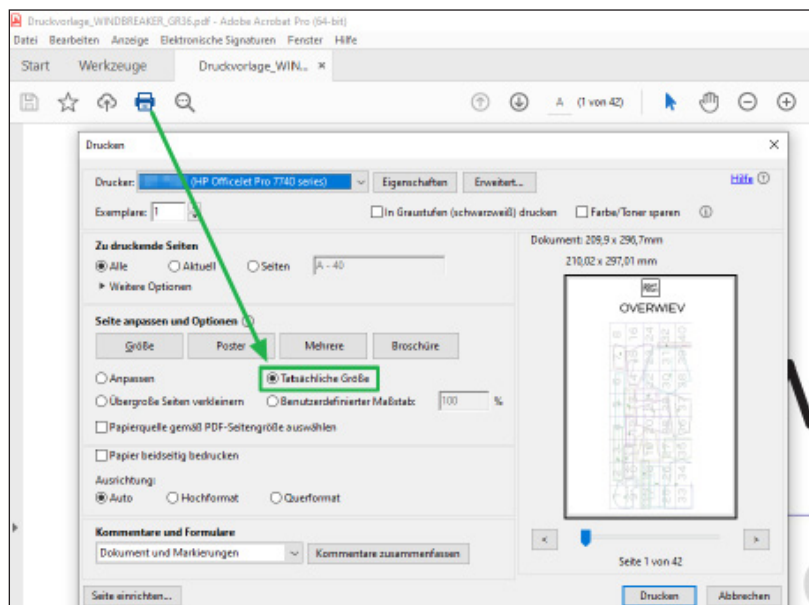 Druckvorlage_WINDBREAKER_GR36.pdf - Adobe Acrobat Pro (64-bit)
Datei Bearbeiten Anzeige Elektronische Signaturen Fenster Hilfe
Start Werkzeuge Druckvorlage_WIN... ×
A (1 von 42)
Drucken
Drucker: (HP OfficeJet Pro 7740 series) Eigenschaften Erweitert... Hilfe
Exemplare: 1 In Graustufen (schwarzweiß) drucken Farbe/Toner sparen
Zu druckende Seiten
Alle Aktuell Seiten A - 40
Weitere Optionen
Dokument: 209,9 x 296,7mm
210,02 x 297,01 mm
OVERWIEV
Seite anpassen und Optionen
Größe Poster Mehrere Broschüre
Anpassen Tatsächliche Größe
Übergroße Seiten verkleinern Benutzerdefinierter Maßstab: 100 %
Papierquelle gemäß PDF-Seitengröße auswählen
Papier beidseitig bedrucken
Ausrichtung:
Auto Hochformat Querformat
Kommentare und Formulare
Dokument und Markierungen Kommentare zusammenfassen
< >
Seite 1 von 42
Seite einrichten... Drucken Abbrechen